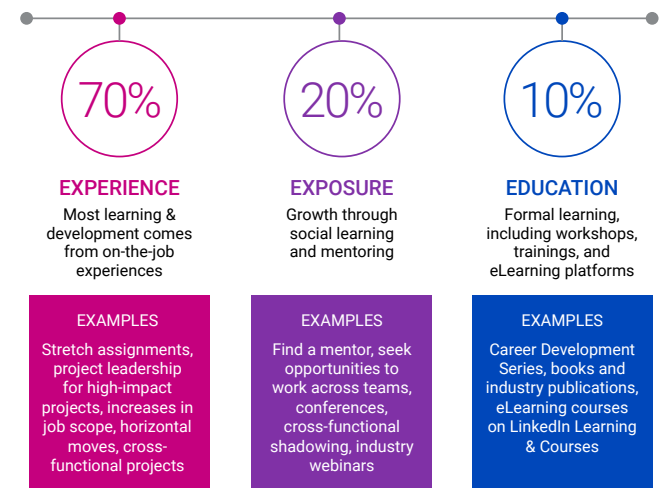 70%
EXPERIENCE
Most learning &
development comes
from on-the-job
experiences
EXAMPLES
Stretch assignments,
project leadership
for high-impact
projects, increases in
job scope, horizontal
moves, cross-
functional projects
20%
EXPOSURE
Growth through
social learning
and mentoring
EXAMPLES
Find a mentor, seek
opportunities to
work across teams,
conferences,
cross-functional
shadowing, industry
webinars
10%
EDUCATION
Formal learning,
including workshops,
trainings, and
eLearning platforms
EXAMPLES
Career Development
Series, books and
industry publications,
eLearning courses
on LinkedIn Learning
& Courses